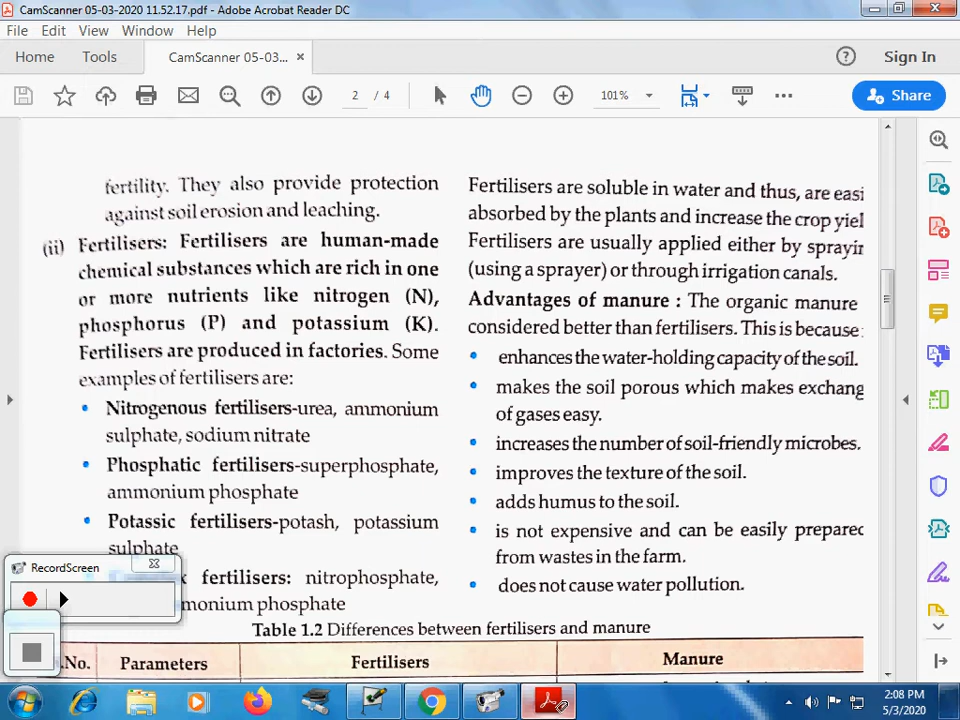 CamScanner 05-03-2020 11.52.17.pdf - Adobe Acrobat Reader DC
File Edit View Window Help
Home Tools CamScanner 05-03... × Sign In
2 / 4 101% Share
fertility. They also provide protection
against soil erosion and leaching.
(ii) Fertilisers: Fertilisers are human-made
chemical substances which are rich in one
or more nutrients like nitrogen (N),
phosphorus (P) and potassium (K).
Fertilisers are produced in factories. Some
examples of fertilisers are:
• Nitrogenous fertilisers-urea, ammonium
sulphate, sodium nitrate
• Phosphatic fertilisers-superphosphate,
ammonium phosphate
• Potassic fertilisers-potash, potassium
sulphate
fertilisers: nitrophosphate,
monium phosphate
Fertilisers are soluble in water and thus, are easi
absorbed by the plants and increase the crop yiel
Fertilisers are usually applied either by sprayin
(using a sprayer) or through irrigation canals.
Advantages of manure : The organic manure
considered better than fertilisers. This is because
• enhances the water-holding capacity of the soil.
• makes the soil porous which makes exchang
of gases easy.
• increases the number of soil-friendly microbes.
• improves the texture of the soil.
• adds humus to the soil.
• is not expensive and can be easily prepared
from wastes in the farm.
• does not cause water pollution.
Table 1.2 Differences between fertilisers and manure
.No. Parameters Fertilisers Manure
RecordScreen
2:08 PM
5/3/2020